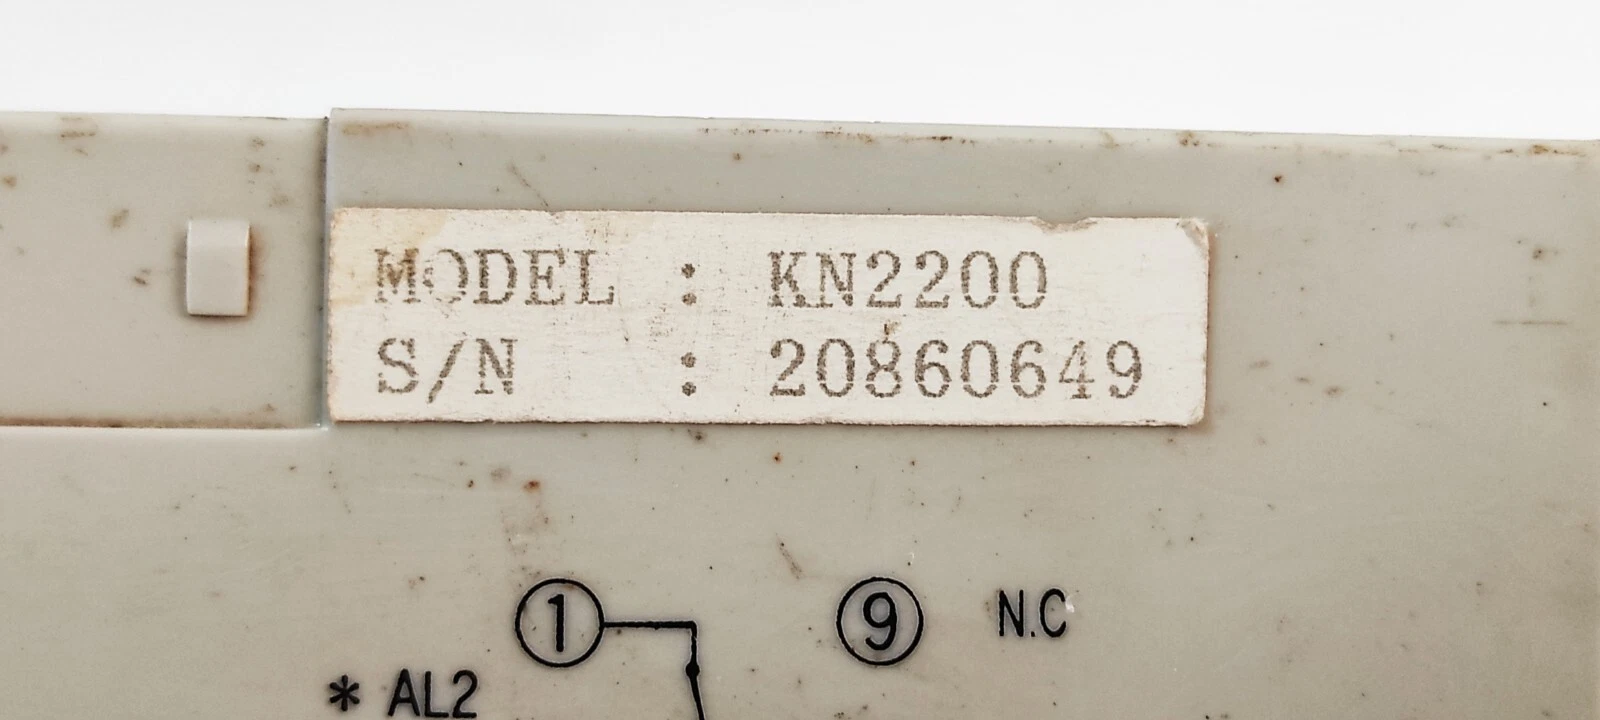 MODEL : KN2200
S/N : 20860649
1 9 N.C
* AL2